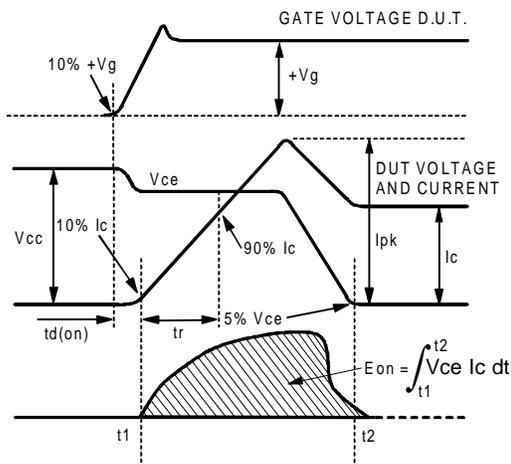 GATE VOLTAGE D.U.T.
10% +Vg
+Vg
Vce
DUT VOLTAGE
AND CURRENT
Vcc
10% Ic
90% Ic
Ipk
Ic
td(on)
tr
5% Vce
Eon = ∫ Vce Ic dt
t2
t1
t1
t2